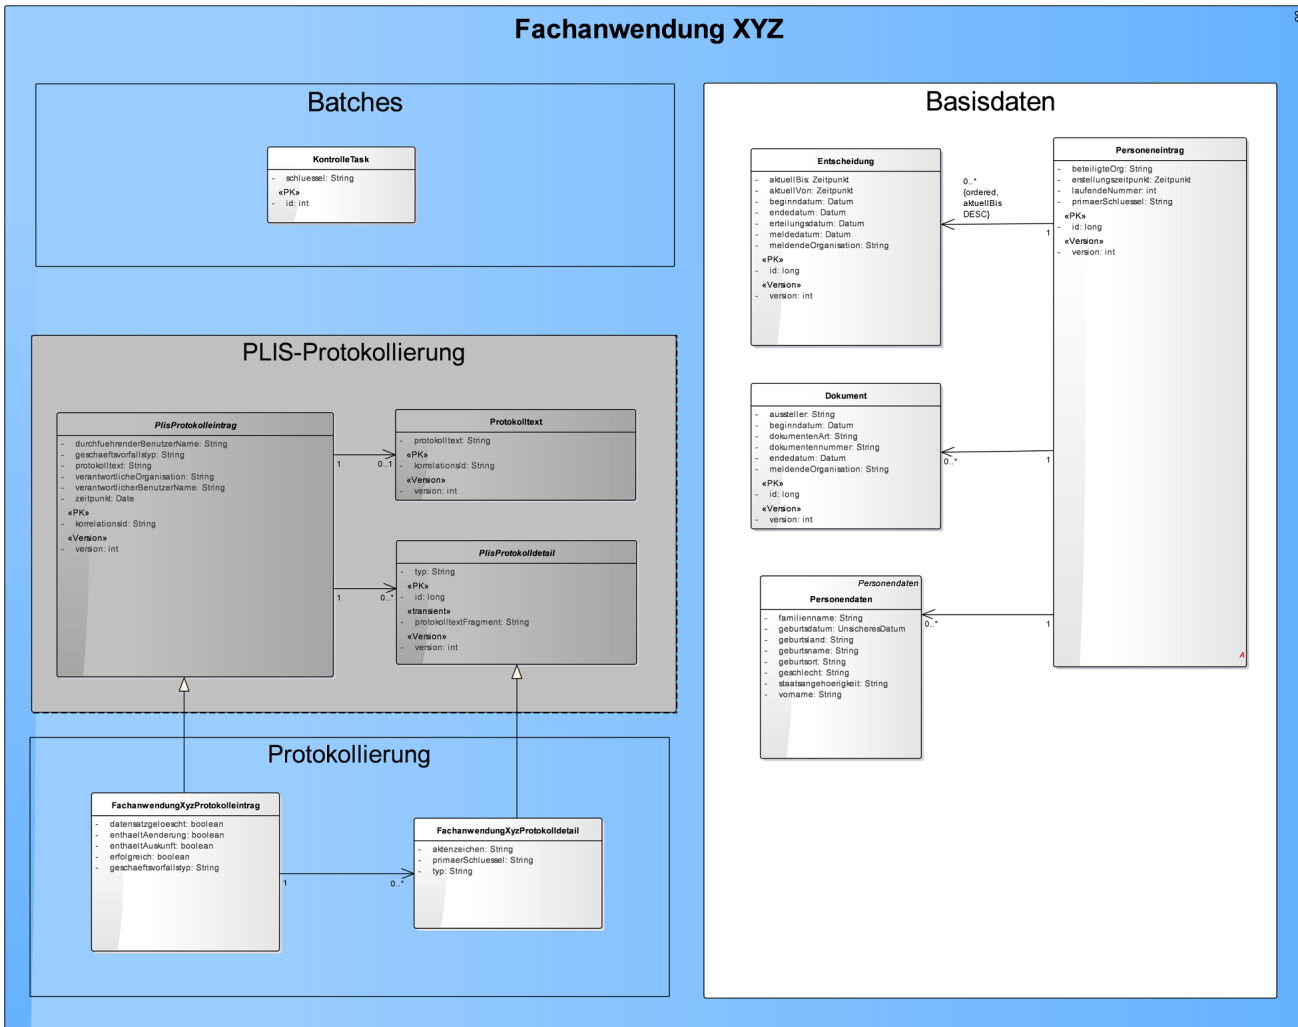 Fachanwendung XYZ
Batches
KontrolleTask
- schluessel: String
«PK»
- id: int
PLIS-Protokollierung
PlisProtokolleintrag
- durchfuehrenderBenutzerName: String
- geschaeftsvorfallstyp: String
- protokolltext: String
- verantwortlicheOrganisation: String
- verantwortlicherBenutzerName: String
- zeitpunkt: Date
«PK»
- korrelationsId: String
«Version»
- version: int
1
0..1
1
0..*
Protokolltext
- protokolltext: String
«PK»
- korrelationsId: String
«Version»
- version: int
PlisProtokolldetail
- typ: String
«PK»
- id: long
«transient»
- protokolltextFragment: String
«Version»
- version: int
Protokollierung
FachanwendungXyzProtokolleintrag
- datensatzgeloescht: boolean
- enthaeltAenderung: boolean
- enthaeltAuskunft: boolean
- erfolgreich: boolean
- geschaeftsvorfallstyp: String
1
0..*
FachanwendungXyzProtokolldetail
- aktenzeichen: String
- primaerSchluessel: String
- typ: String
Basisdaten
Entscheidung
- aktuellBis: Zeitpunkt
- aktuellVon: Zeitpunkt
- beginndatum: Datum
- endedatum: Datum
- erteilungsdatum: Datum
- meldedatum: Datum
- meldendeOrganisation: String
«PK»
- id: long
«Version»
- version: int
0..*
{ordered,
aktuellBis
DESC}
1
Personeneintrag
- beteiligteOrg: String
- erstellungszeitpunkt: Zeitpunkt
- laufendeNummer: int
- primaerSchluessel: String
«PK»
- id: long
«Version»
- version: int
A
Dokument
- aussteller: String
- beginndatum: Datum
- dokumentenArt: String
- dokumentennummer: String
- endedatum: Datum
- meldendeOrganisation: String
«PK»
- id: long
«Version»
- version: int
0..*
1
Personendaten
Personendaten
- familienname: String
- geburtsdatum: UnsicheresDatum
- geburtsland: String
- geburtsname: String
- geburtsort: String
- geschlecht: String
- staatsangehoerigkeit: String
- vorname: String
0..*
1